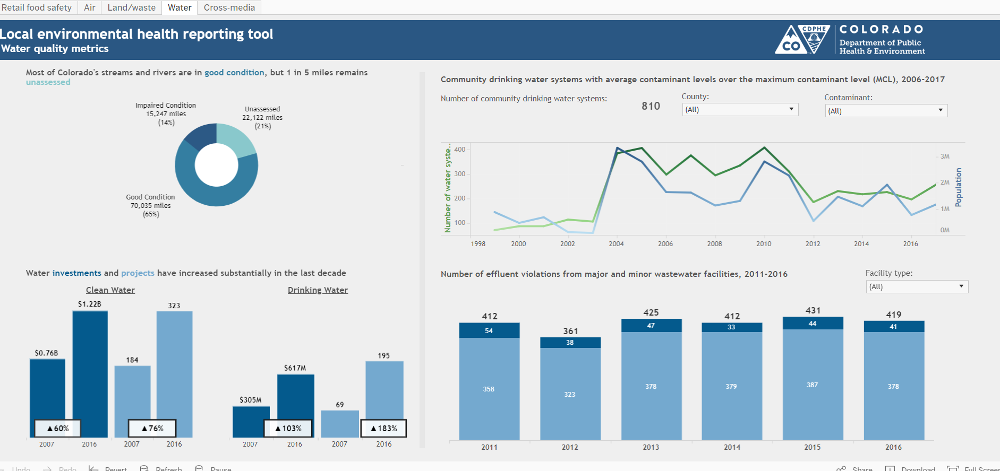 Retail food safety
Air
Land/waste
Water
Cross-media
Local environmental health reporting tool
Water quality metrics
CDPHE
CO
COLORADO
Department of Public
Health & Environment
Most of Colorado's streams and rivers are in good condition, but 1 in 5 miles remains
unassessed
Impaired Condition
15,247 miles
(14%)
Unassessed
22,122 miles
(21%)
Good Condition
70,035 miles
(65%)
Community drinking water systems with average contaminant levels over the maximum contaminant level (MCL), 2006-2017
Number of community drinking water systems:
810
County:
(All)
Contaminant:
(All)
Number of water syste..
400
300
200
100
3M
2M
1M
0M
Population
1998 2000 2002 2004 2006 2008 2010 2012 2014 2016
Water investments and projects have increased substantially in the last decade
Clean Water
$0.76B
$1.22B
184
323
▲60%
▲76%
2007 2016 2007 2016
Drinking Water
$305M
$617M
69
195
▲103%
▲183%
2007 2016 2007 2016
Number of effluent violations from major and minor wastewater facilities, 2011-2016
Facility type:
(All)
412 361 425 412 431 419
54 38 47 33 44 41
358 323 378 379 387 378
2011 2012 2013 2014 2015 2016
Undo
Redo
Revert
Refresh
Pause
Share
Download
Full Screen